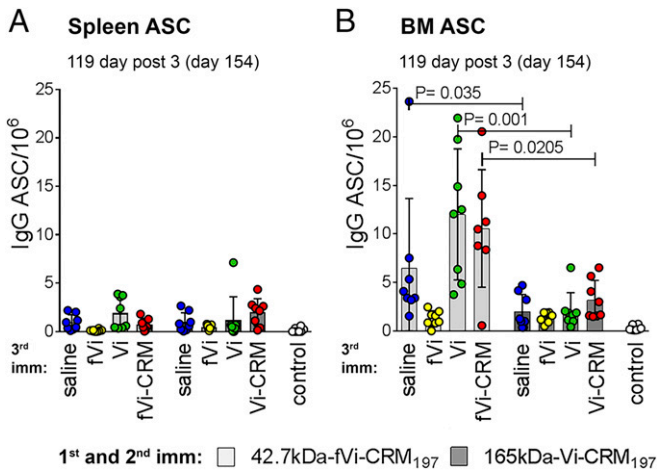 A Spleen ASC
119 day post 3 (day 154)
IgG ASC/10⁶
25
20
15
10
5
0
3rd imm:
saline
fVi
Vi
fVi-CRM
saline
fVi
Vi
Vi-CRM
control
B BM ASC
119 day post 3 (day 154)
IgG ASC/10⁶
25
20
15
10
5
0
P= 0.035
P= 0.001
P= 0.0205
3rd imm:
saline
fVi
Vi
fVi-CRM
saline
fVi
Vi
Vi-CRM
control
1st and 2nd imm: 42.7kDa-fVi-CRM₁₉₇ 165kDa-Vi-CRM₁₉₇